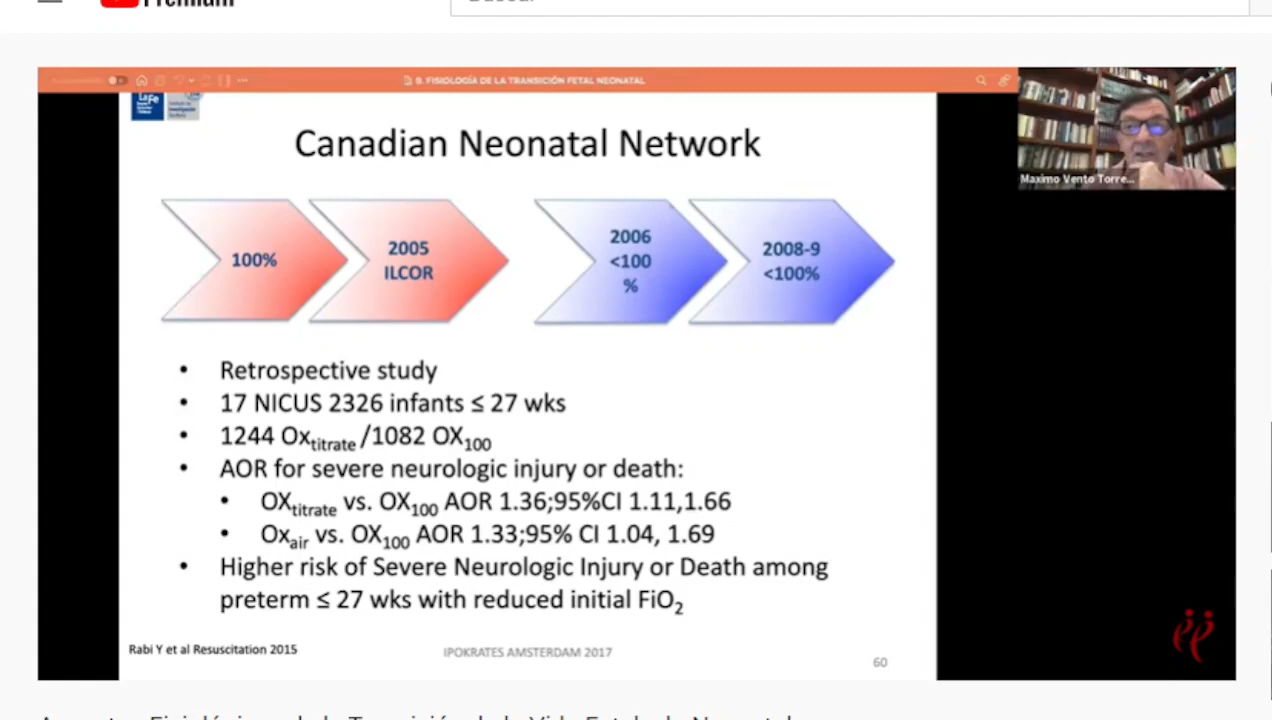 Premium
9. FISIOLOGÍA DE LA TRANSICIÓN FETAL NEONATAL
La Fe
Maximo Vento Torre...
Canadian Neonatal Network
100%
2005
ILCOR
2006
<100
%
2008-9
<100%
• Retrospective study
• 17 NICUS 2326 infants ≤ 27 wks
• 1244 Oxtitrate /1082 OX100
• AOR for severe neurologic injury or death:
• OXtitrate vs. OX100 AOR 1.36;95%CI 1.11,1.66
• Oxair vs. OX100 AOR 1.33;95% CI 1.04, 1.69
• Higher risk of Severe Neurologic Injury or Death among
preterm ≤ 27 wks with reduced initial FiO2
Rabi Y et al Resuscitation 2015
IPOKRATES AMSTERDAM 2017
60